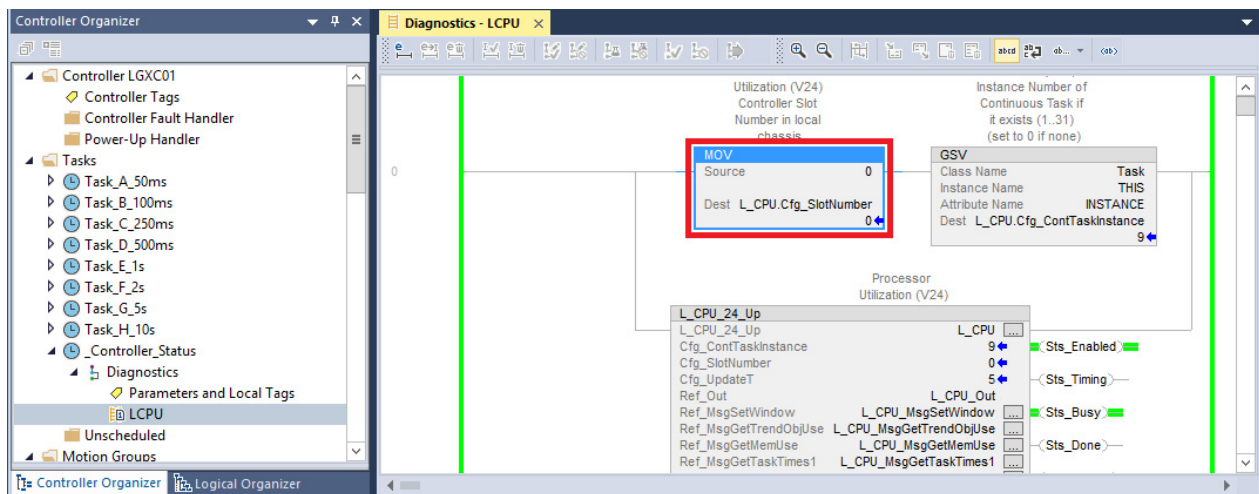 Controller Organizer
Controller LGXC01
Controller Tags
Controller Fault Handler
Power-Up Handler
Tasks
Task_A_50ms
Task_B_100ms
Task_C_250ms
Task_D_500ms
Task_E_1s
Task_F_2s
Task_G_5s
Task_H_10s
_Controller_Status
Diagnostics
Parameters and Local Tags
LCPU
Unscheduled
Motion Groups
Controller Organizer
Logical Organizer
Diagnostics - LCPU
abcd
ab...
<ab>
0
Utilization (V24)
Controller Slot
Number in local
chassis
MOV
Source 0
Dest L_CPU.Cfg_SlotNumber
0
Instance Number of
Continuous Task if
it exists (1..31)
(set to 0 if none)
GSV
Class Name Task
Instance Name THIS
Attribute Name INSTANCE
Dest L_CPU.Cfg_ContTaskInstance
9
Processor
Utilization (V24)
L_CPU_24_Up
L_CPU_24_Up L_CPU ...
Cfg_ContTaskInstance 9 Sts_Enabled
Cfg_SlotNumber 0
Cfg_UpdateT 5 Sts_Timing
Ref_Out L_CPU_Out
Ref_MsgSetWindow L_CPU_MsgSetWindow ... Sts_Busy
Ref_MsgGetTrendObjUse L_CPU_MsgGetTrendObjUse ...
Ref_MsgGetMemUse L_CPU_MsgGetMemUse ... Sts_Done
Ref_MsgGetTaskTimes1 L_CPU_MsgGetTaskTimes1 ...